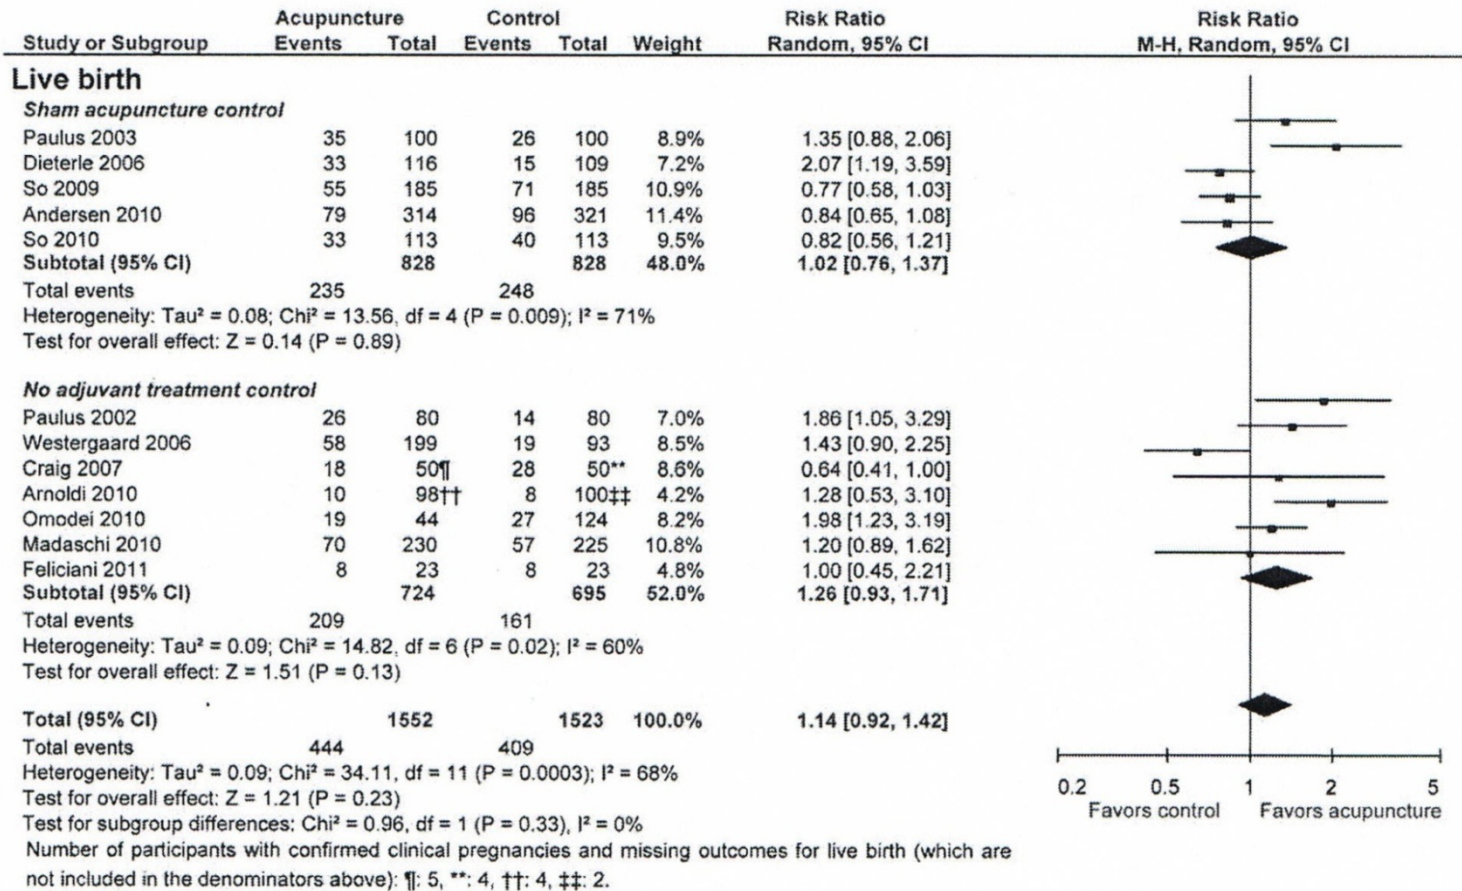 Acupuncture Control Risk Ratio Risk Ratio
Study or Subgroup Events Total Events Total Weight Random, 95% CI M-H, Random, 95% CI
Live birth
Sham acupuncture control
Paulus 2003 35 100 26 100 8.9% 1.35 [0.88, 2.06]
Dieterle 2006 33 116 15 109 7.2% 2.07 [1.19, 3.59]
So 2009 55 185 71 185 10.9% 0.77 [0.58, 1.03]
Andersen 2010 79 314 96 321 11.4% 0.84 [0.65, 1.08]
So 2010 33 113 40 113 9.5% 0.82 [0.56, 1.21]
Subtotal (95% CI) 828 828 48.0% 1.02 [0.76, 1.37]
Total events 235 248
Heterogeneity: Tau² = 0.08; Chi² = 13.56, df = 4 (P = 0.009); I² = 71%
Test for overall effect: Z = 0.14 (P = 0.89)
No adjuvant treatment control
Paulus 2002 26 80 14 80 7.0% 1.86 [1.05, 3.29]
Westergaard 2006 58 199 19 93 8.5% 1.43 [0.90, 2.25]
Craig 2007 18 50¶ 28 50** 8.6% 0.64 [0.41, 1.00]
Arnoldi 2010 10 98†† 8 100‡‡ 4.2% 1.28 [0.53, 3.10]
Omodei 2010 19 44 27 124 8.2% 1.98 [1.23, 3.19]
Madaschi 2010 70 230 57 225 10.8% 1.20 [0.89, 1.62]
Feliciani 2011 8 23 8 23 4.8% 1.00 [0.45, 2.21]
Subtotal (95% CI) 724 695 52.0% 1.26 [0.93, 1.71]
Total events 209 161
Heterogeneity: Tau² = 0.09; Chi² = 14.82, df = 6 (P = 0.02); I² = 60%
Test for overall effect: Z = 1.51 (P = 0.13)
Total (95% CI) 1552 1523 100.0% 1.14 [0.92, 1.42]
Total events 444 409
Heterogeneity: Tau² = 0.09; Chi² = 34.11, df = 11 (P = 0.0003); I² = 68%
Test for overall effect: Z = 1.21 (P = 0.23)
Test for subgroup differences: Chi² = 0.96, df = 1 (P = 0.33), I² = 0%
0.2 0.5 1 2 5
Favors control Favors acupuncture
Number of participants with confirmed clinical pregnancies and missing outcomes for live birth (which are
not included in the denominators above): ¶: 5, **: 4, ††: 4, ‡‡: 2.